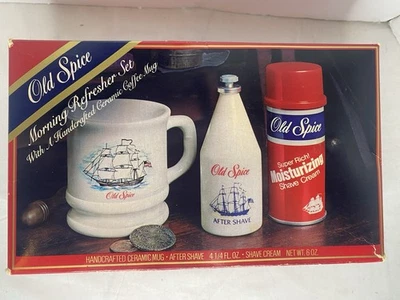 Old Spice
Morning Refresher Set
With A Handcrafted Ceramic Coffee Mug
Old Spice
Old Spice
AFTER SHAVE
Old Spice
Super Rich!
Moisturizing
Shave Cream
HANDCRAFTED CERAMIC MUG • AFTER SHAVE 4 1/4 FL. OZ. • SHAVE CREAM NET WT. 6 OZ.